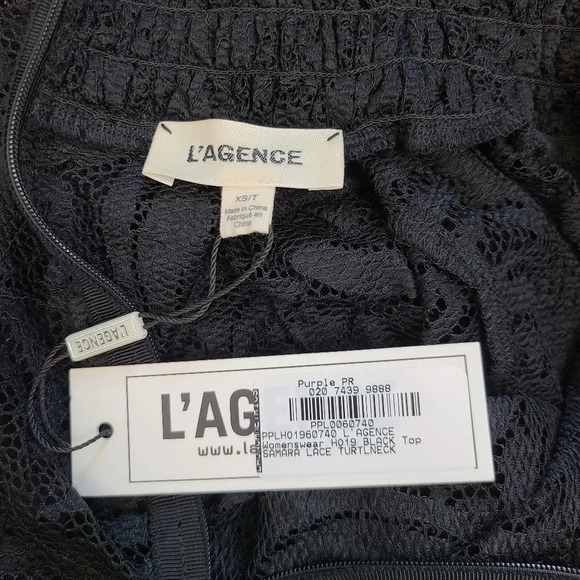 L'AGENCE
XS/T
Made in China
Fabriqué en
Chine
L'AGENCE
L'AG
www.la
Purple PR
020 7439 9888
PPL0060740
PPLH01960740 L'AGENCE
Womenswear H019 BLACK Top
SAMARA LACE TURTLNECK